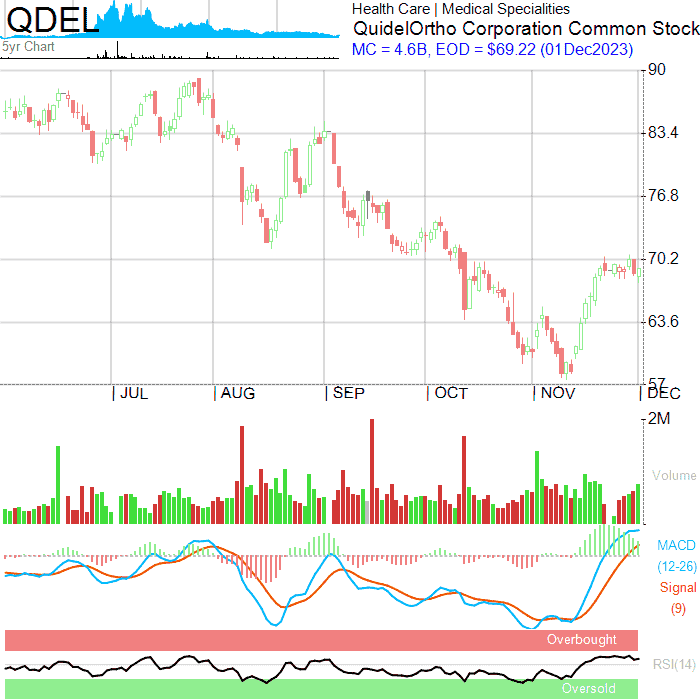 QDEL
5yr Chart
Health Care | Medical Specialities
QuidelOrtho Corporation Common Stock
MC = 4.6B, EOD = $69.22 (01Dec2023)
90
83.4
76.8
70.2
63.6
57
JUL
AUG
SEP
OCT
NOV
DEC
2M
Volume
MACD
(12-26)
Signal
(9)
Overbought
RSI(14)
Oversold